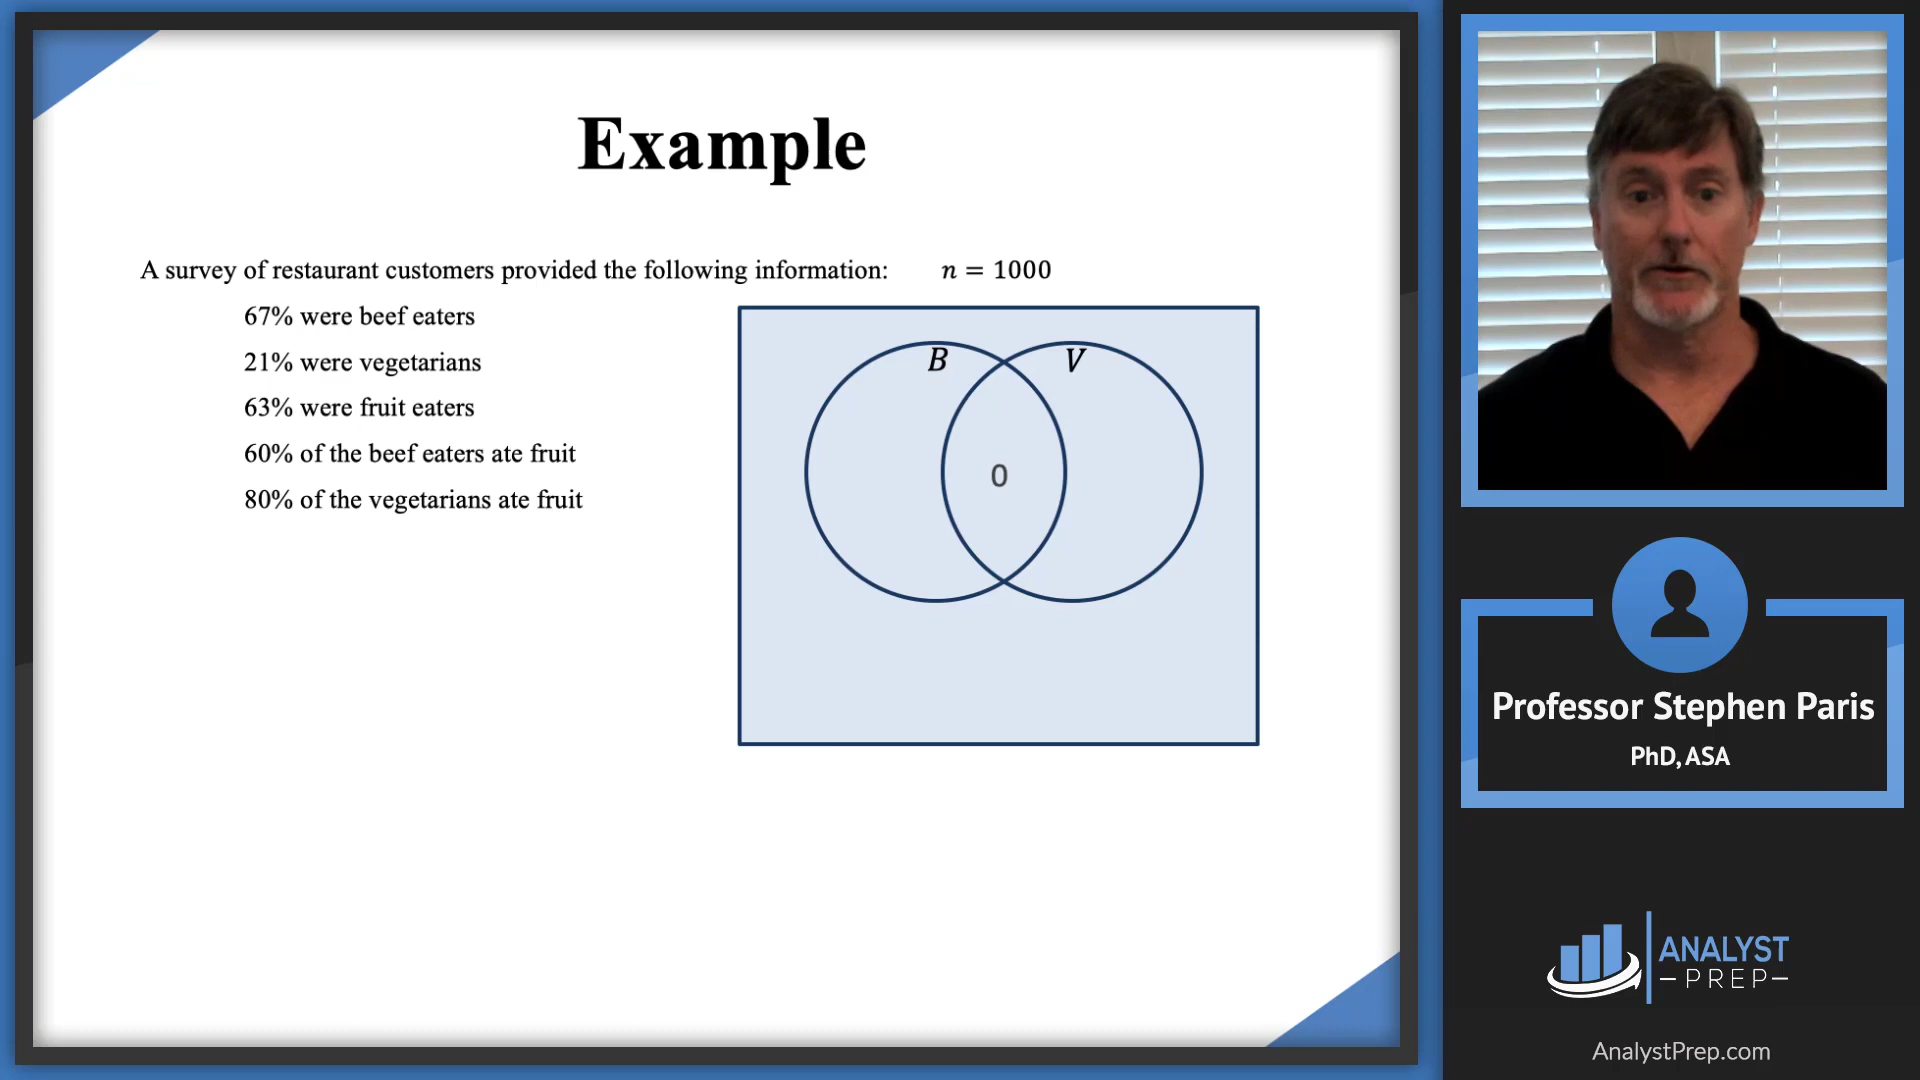 Example
A survey of restaurant customers provided the following information: n = 1000
67% were beef eaters
21% were vegetarians
63% were fruit eaters
60% of the beef eaters ate fruit
80% of the vegetarians ate fruit
B V
0
Professor Stephen Paris
PhD, ASA
ANALYST
PREP
AnalystPrep.com